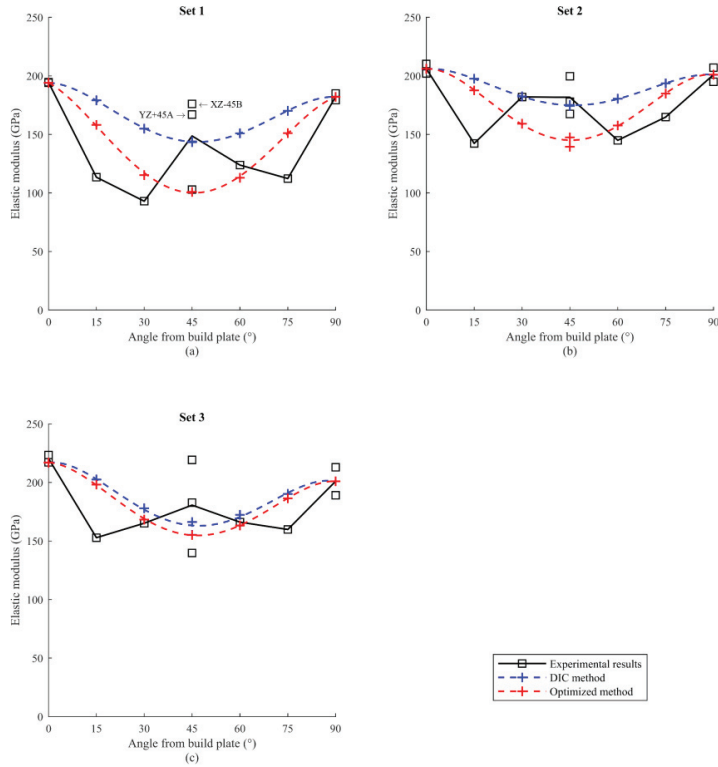 Set 1
250
200
150
100
50
0
Elastic modulus (GPa)
← XZ-45B
YZ+45A →
0 15 30 45 60 75 90
Angle from build plate (°)
(a)
Set 2
250
200
150
100
50
0
Elastic modulus (GPa)
0 15 30 45 60 75 90
Angle from build plate (°)
(b)
Set 3
250
200
150
100
50
0
Elastic modulus (GPa)
0 15 30 45 60 75 90
Angle from build plate (°)
(c)
Experimental results
DIC method
Optimized method